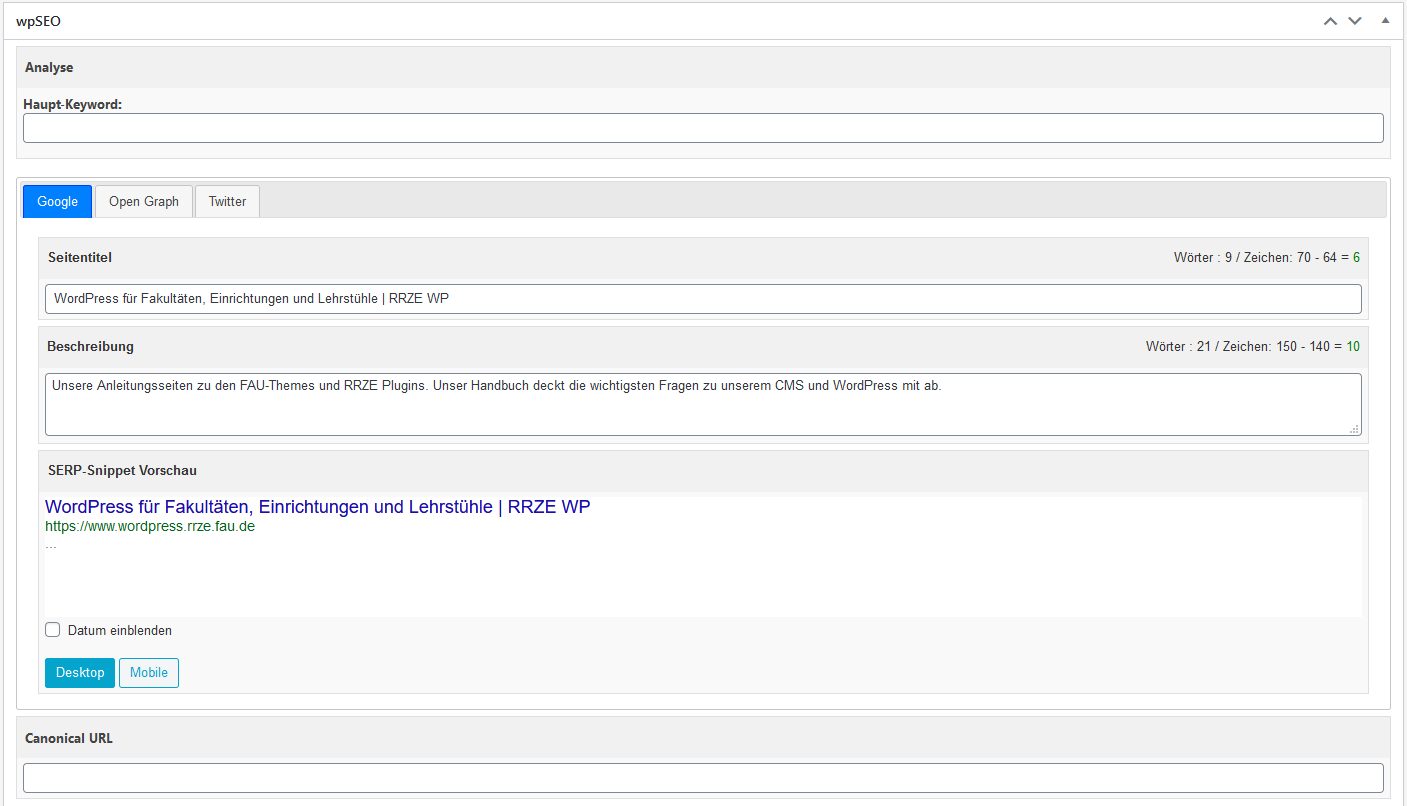 wpSEO
Analyse
Haupt-Keyword:
Google Open Graph Twitter
Seitentitel Wörter : 9 / Zeichen: 70 - 64 = 6
WordPress für Fakultäten, Einrichtungen und Lehrstühle | RRZE WP
Beschreibung Wörter : 21 / Zeichen: 150 - 140 = 10
Unsere Anleitungsseiten zu den FAU-Themes und RRZE Plugins. Unser Handbuch deckt die wichtigsten Fragen zu unserem CMS und WordPress mit ab.
SERP-Snippet Vorschau
WordPress für Fakultäten, Einrichtungen und Lehrstühle | RRZE WP
https://www.wordpress.rrze.fau.de
...
Datum einblenden
Desktop Mobile
Canonical URL